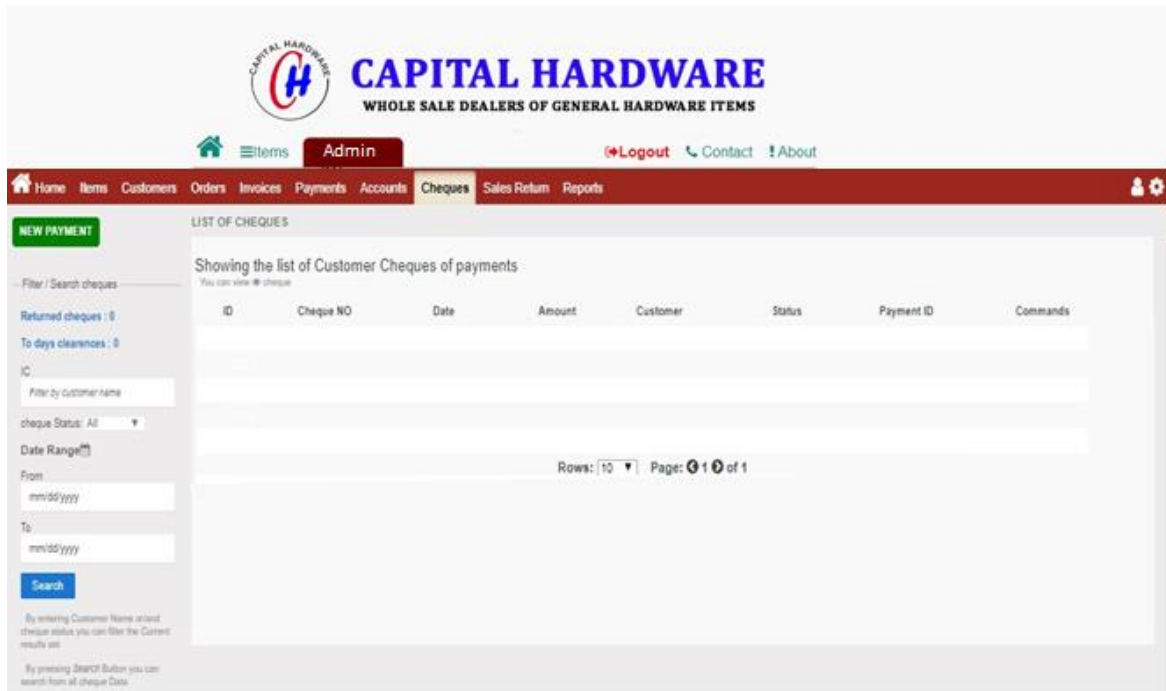 CAPITAL HARDWARE
CH
CAPITAL HARDWARE
WHOLE SALE DEALERS OF GENERAL HARDWARE ITEMS
Items Admin Logout Contact ! About
Home Items Customers Orders Invoices Payments Accounts Cheques Sales Return Reports
NEW PAYMENT
LIST OF CHEQUES
Showing the list of Customer Cheques of payments
You can view cheque
Filter / Search cheques
ID Cheque NO Date Amount Customer Status Payment ID Commands
Returned cheques : 0
To days clearences : 0
IC
Filter by customer name
cheque Status: All
Date Range
Rows: 10 Page: 1 of 1
From
mm/dd/yyyy
To
mm/dd/yyyy
Search
By entering Customer Name or/and
cheque status you can filter the Current
results set
By pressing Search Button you can
search from all cheque Data